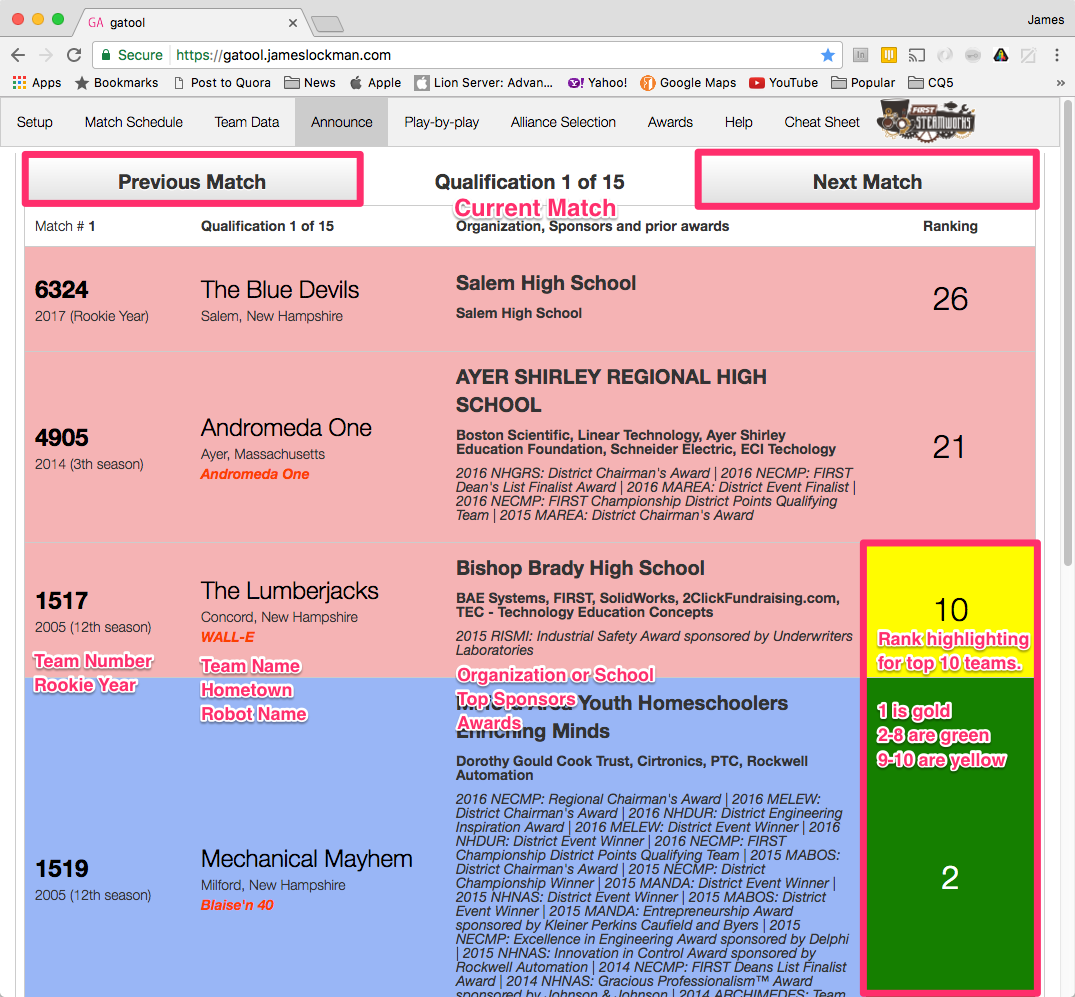 GA gatool
James
Secure https://gatool.jameslockman.com
Apps Bookmarks Post to Quora News Apple Lion Server: Advan... Yahoo! Google Maps YouTube Popular CQ5 »
Setup Match Schedule Team Data Announce Play-by-play Alliance Selection Awards Help Cheat Sheet FIRST STEAMWORKS
Previous Match
Qualification 1 of 15
Next Match
Current Match
Match # 1
Qualification 1 of 15
Organization, Sponsors and prior awards
Ranking
6324
2017 (Rookie Year)
The Blue Devils
Salem, New Hampshire
Salem High School
Salem High School
26
4905
2014 (3th season)
Andromeda One
Ayer, Massachusetts
Andromeda One
AYER SHIRLEY REGIONAL HIGH
SCHOOL
Boston Scientific, Linear Technology, Ayer Shirley
Education Foundation, Schneider Electric, ECI Techology
2016 NHGRS: District Chairman's Award | 2016 NECMP: FIRST
Dean's List Finalist Award | 2016 MAREA: District Event Finalist |
2016 NECMP: FIRST Championship District Points Qualifying
Team | 2015 MAREA: District Chairman's Award
21
1517
2005 (12th season)
Team Number
Rookie Year
The Lumberjacks
Concord, New Hampshire
WALL-E
Team Name
Hometown
Robot Name
Bishop Brady High School
BAE Systems, FIRST, SolidWorks, 2ClickFundraising.com,
TEC - Technology Education Concepts
2015 RISMI: Industrial Safety Award sponsored by Underwriters
Laboratories
Organization or School
Top Sponsors
Awards
10
Rank highlighting
for top 10 teams.
1 is gold
2-8 are green
9-10 are yellow
1519
2005 (12th season)
Mechanical Mayhem
Milford, New Hampshire
Blaise'n 40
Youth Homeschoolers
Enriching Minds
Dorothy Gould Cook Trust, Cirtronics, PTC, Rockwell
Automation
2016 NECMP: Regional Chairman's Award | 2016 MELEW:
District Chairman's Award | 2016 NHDUR: District Engineering
Inspiration Award | 2016 MELEW: District Event Winner | 2016
NHDUR: District Event Winner | 2016 NECMP: FIRST
Championship District Points Qualifying Team | 2015 MABOS:
District Chairman's Award | 2015 NECMP: District
Championship Winner | 2015 MANDA: District Event Winner |
2015 NHNAS: District Event Winner | 2015 MABOS: District
Event Winner | 2015 MANDA: Entrepreneurship Award
sponsored by Kleiner Perkins Caufield and Byers | 2015
NECMP: Excellence in Engineering Award sponsored by Delphi
| 2015 NHNAS: Innovation in Control Award sponsored by
Rockwell Automation | 2014 NECMP: FIRST Deans List Finalist
Award | 2014 NHNAS: Gracious Professionalism™ Award
sponsored by Johnson & Johnson | 2014 ARCHIMEDES: Team
2